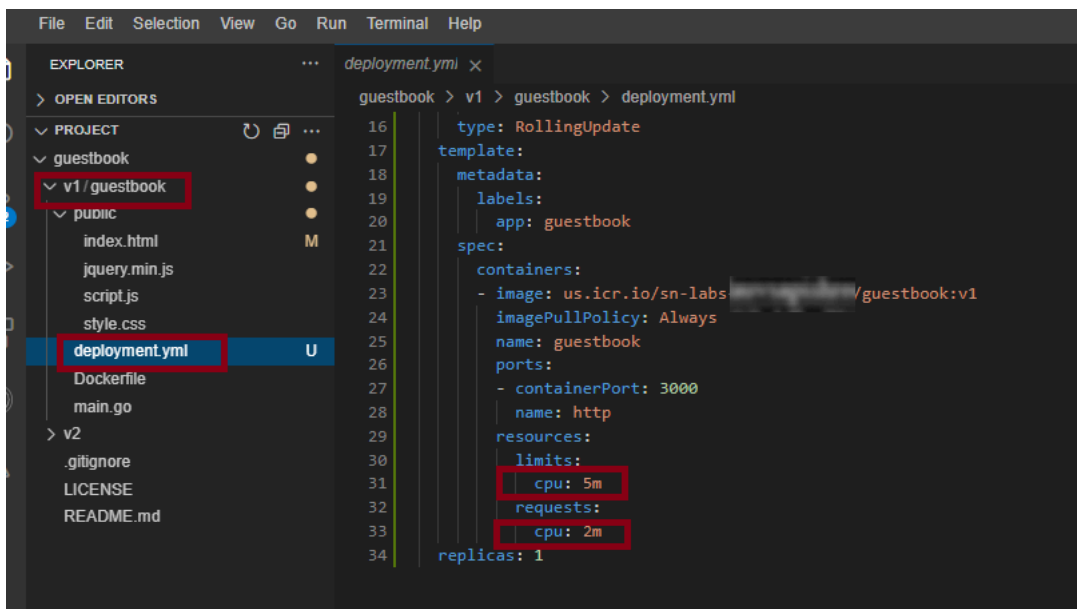 File Edit Selection View Go Run Terminal Help
EXPLORER
OPEN EDITORS
PROJECT
guestbook
v1/guestbook
public
index.html M
jquery.min.js
script.js
style.css
deployment.yml U
Dockerfile
main.go
v2
.gitignore
LICENSE
README.md
deployment.yml
guestbook > v1 > guestbook > deployment.yml
16 type: RollingUpdate
17 template:
18 metadata:
19 labels:
20 app: guestbook
21 spec:
22 containers:
23 - image: us.icr.io/sn-labs /guestbook:v1
24 imagePullPolicy: Always
25 name: guestbook
26 ports:
27 - containerPort: 3000
28 name: http
29 resources:
30 limits:
31 cpu: 5m
32 requests:
33 cpu: 2m
34 replicas: 1